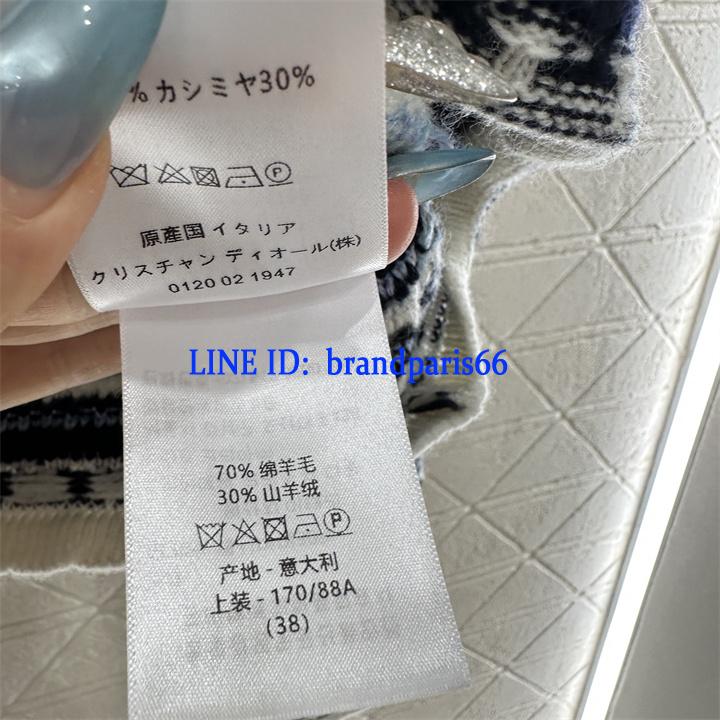 % カシミヤ30%
P
原産国 イタリア
クリスチャン ディオール(株)
0120 02 1947
LINE ID: brandparis66
70% 绵羊毛
30% 山羊绒
P
产地 - 意大利
上装 - 170/88A
(38)